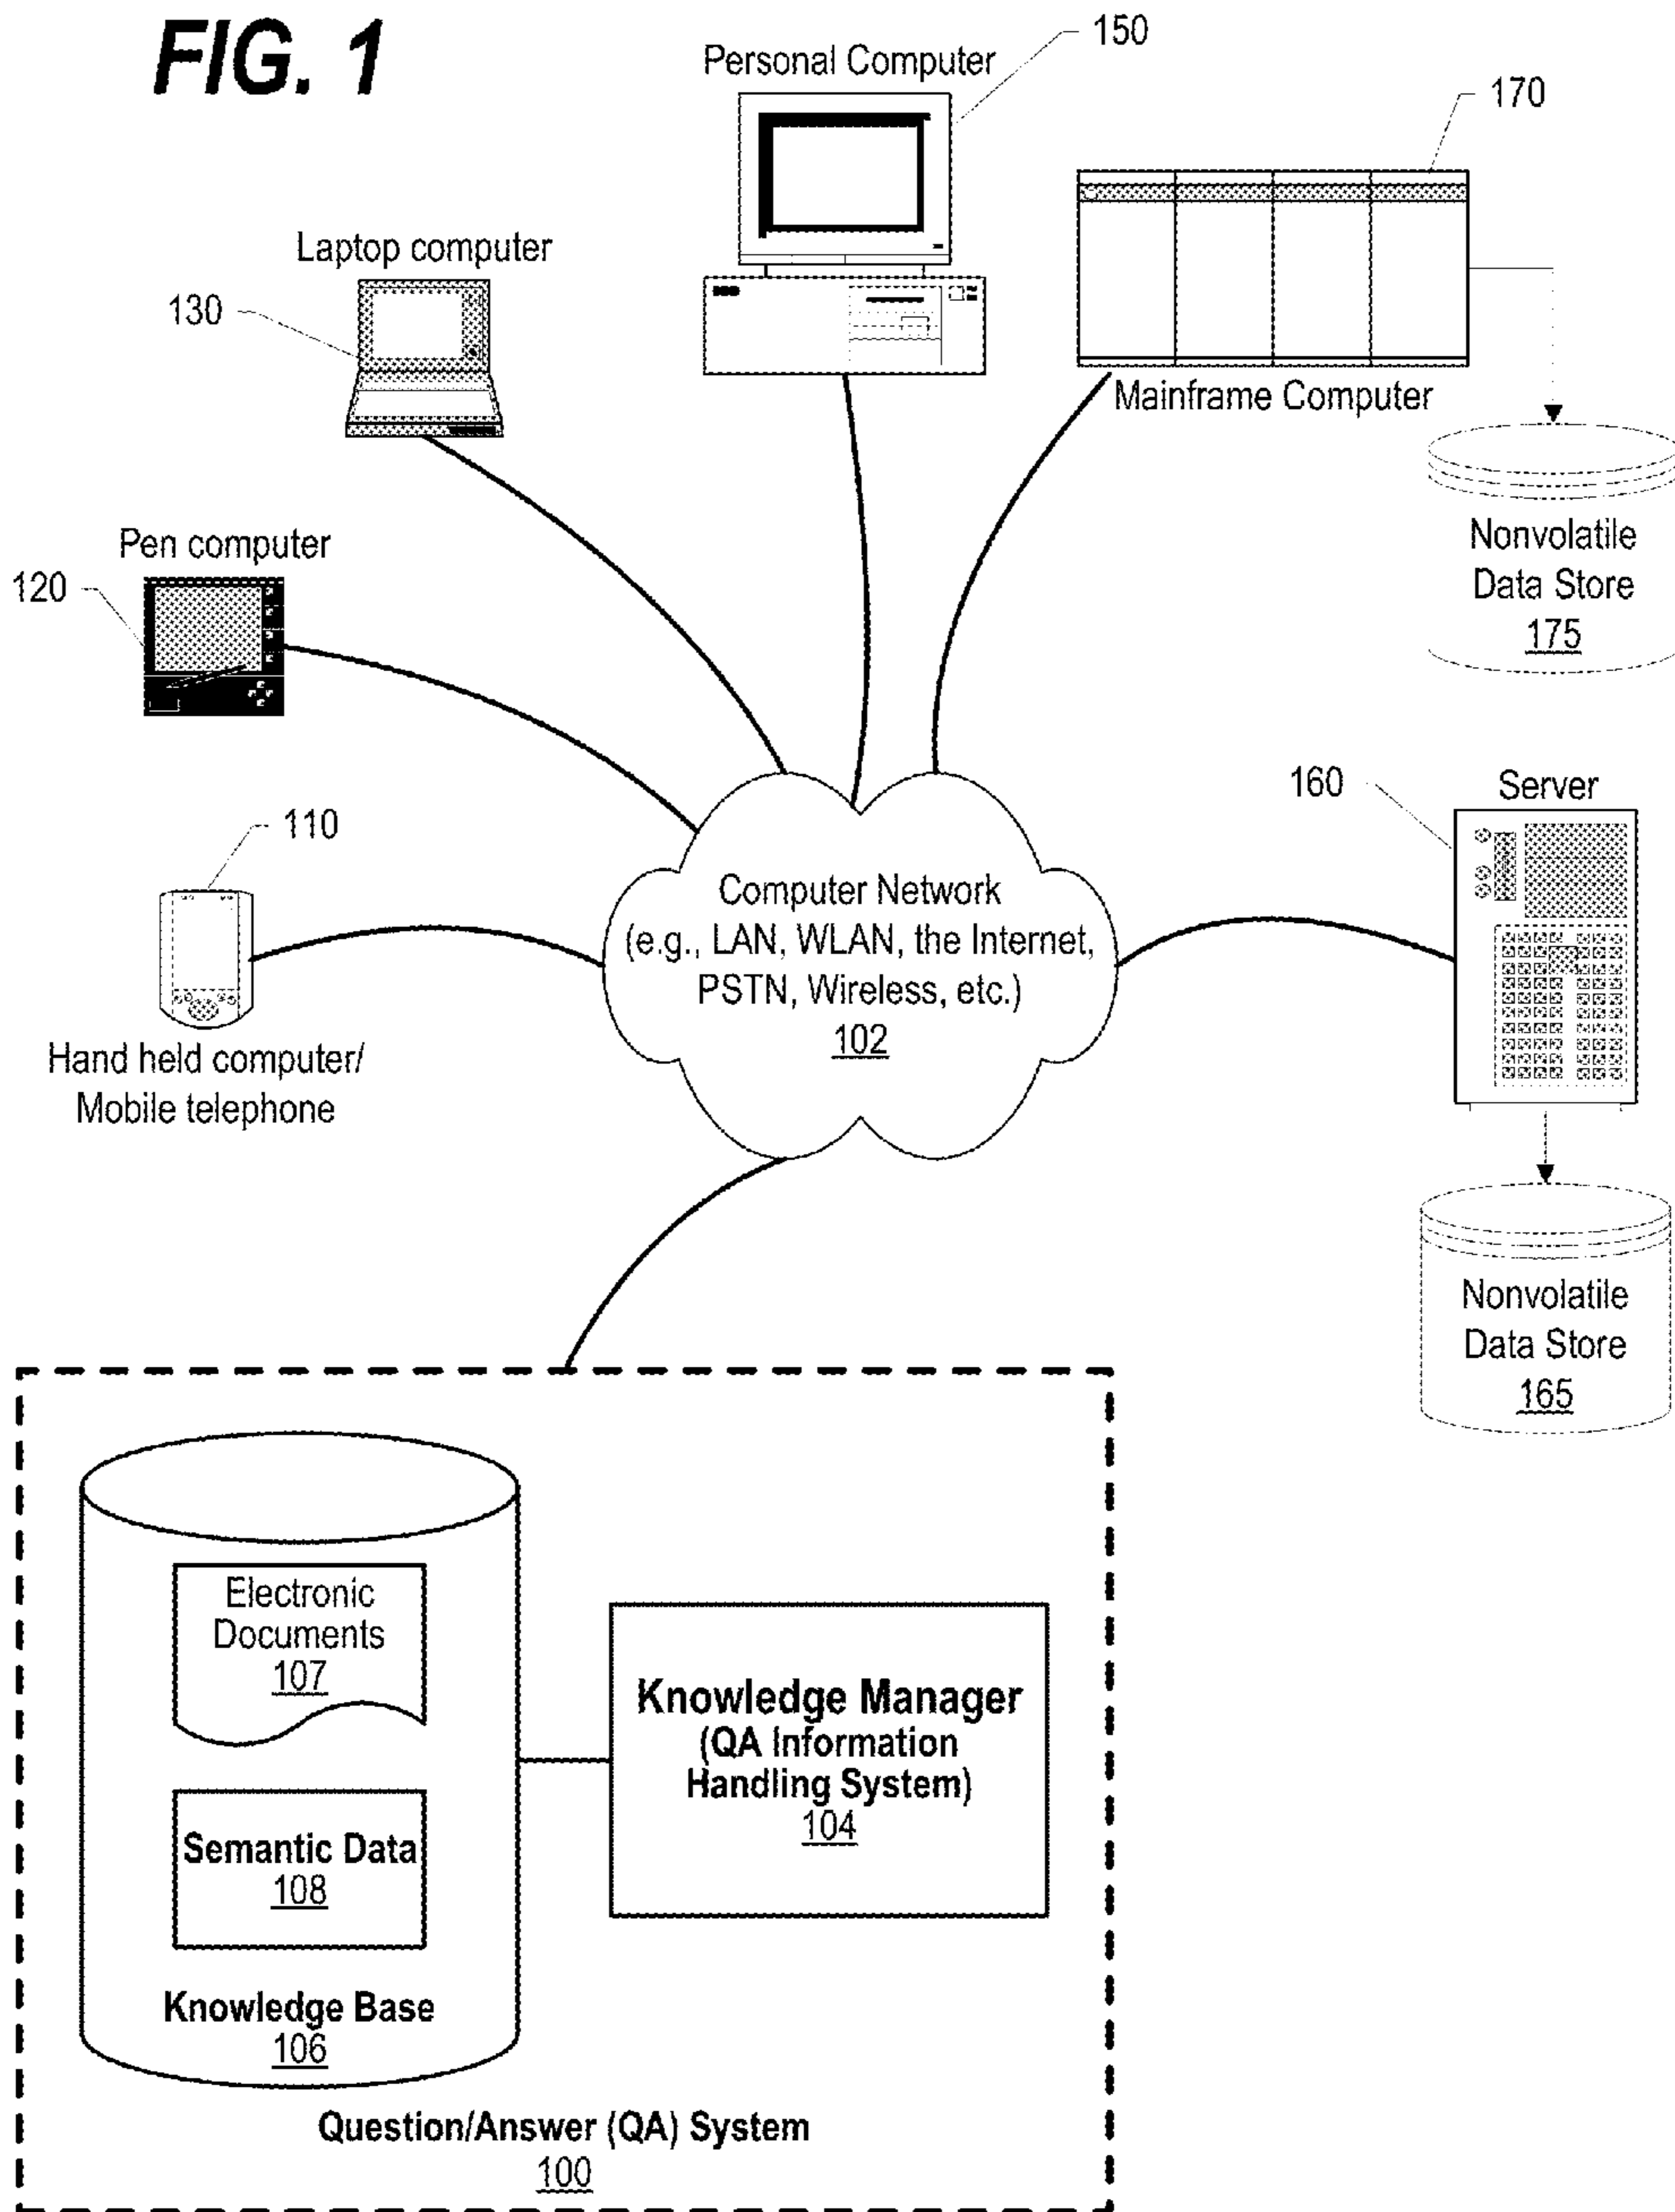 FIG. 1
Personal Computer
150
170
Laptop computer
130
Mainframe Computer
Nonvolatile
Data Store
175
Pen computer
120
160
Server
110
Computer Network
(e.g., LAN, WLAN, the Internet,
PSTN, Wireless, etc.)
102
Hand held computer/
Mobile telephone
Nonvolatile
Data Store
165
Electronic
Documents
107
Semantic Data
108
Knowledge Base
106
Knowledge Manager
(QA Information
Handling System)
104
Question/Answer (QA) System
100